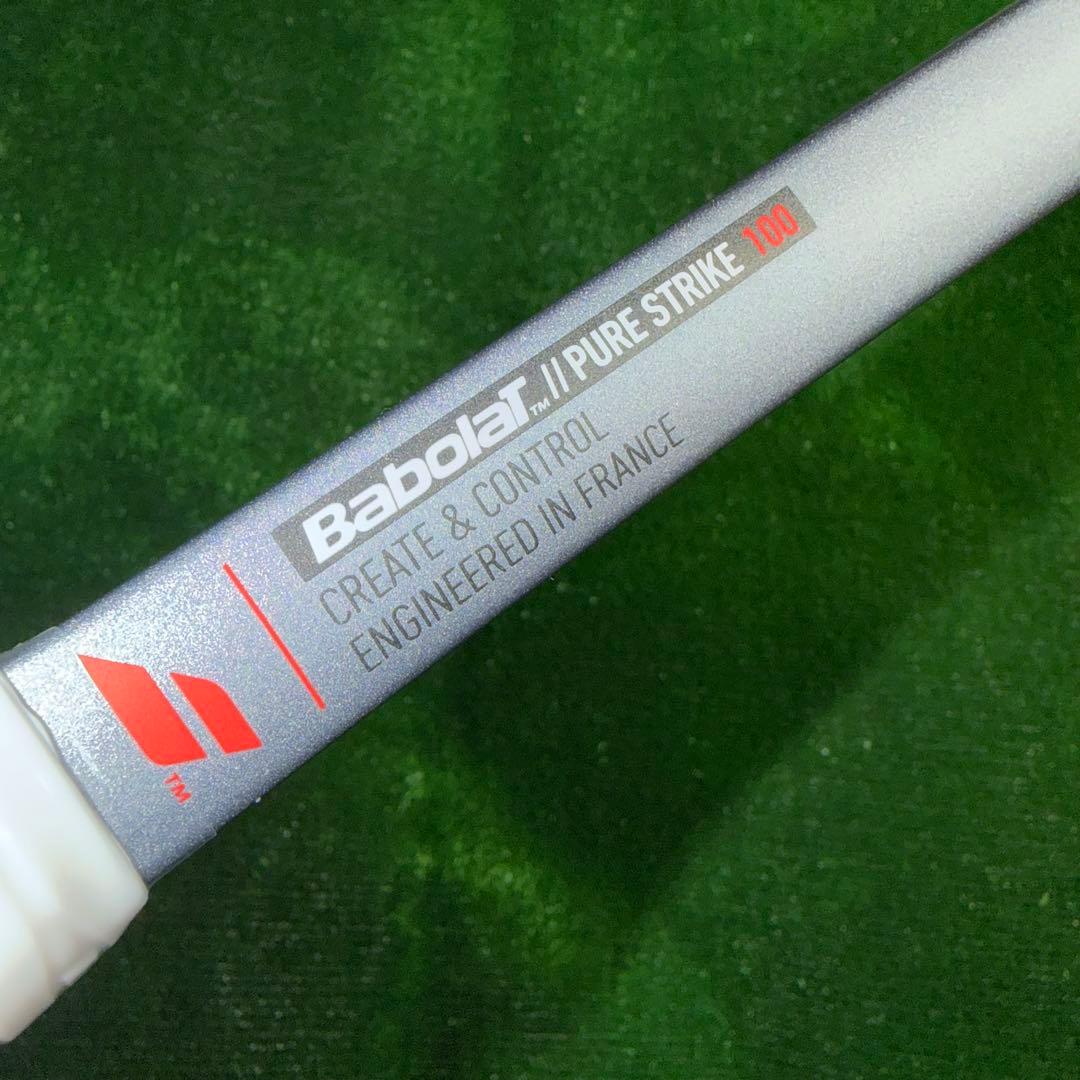 BaboLaT™ // PURE STRIKE 100
CREATE & CONTROL
ENGINEERED IN FRANCE
™